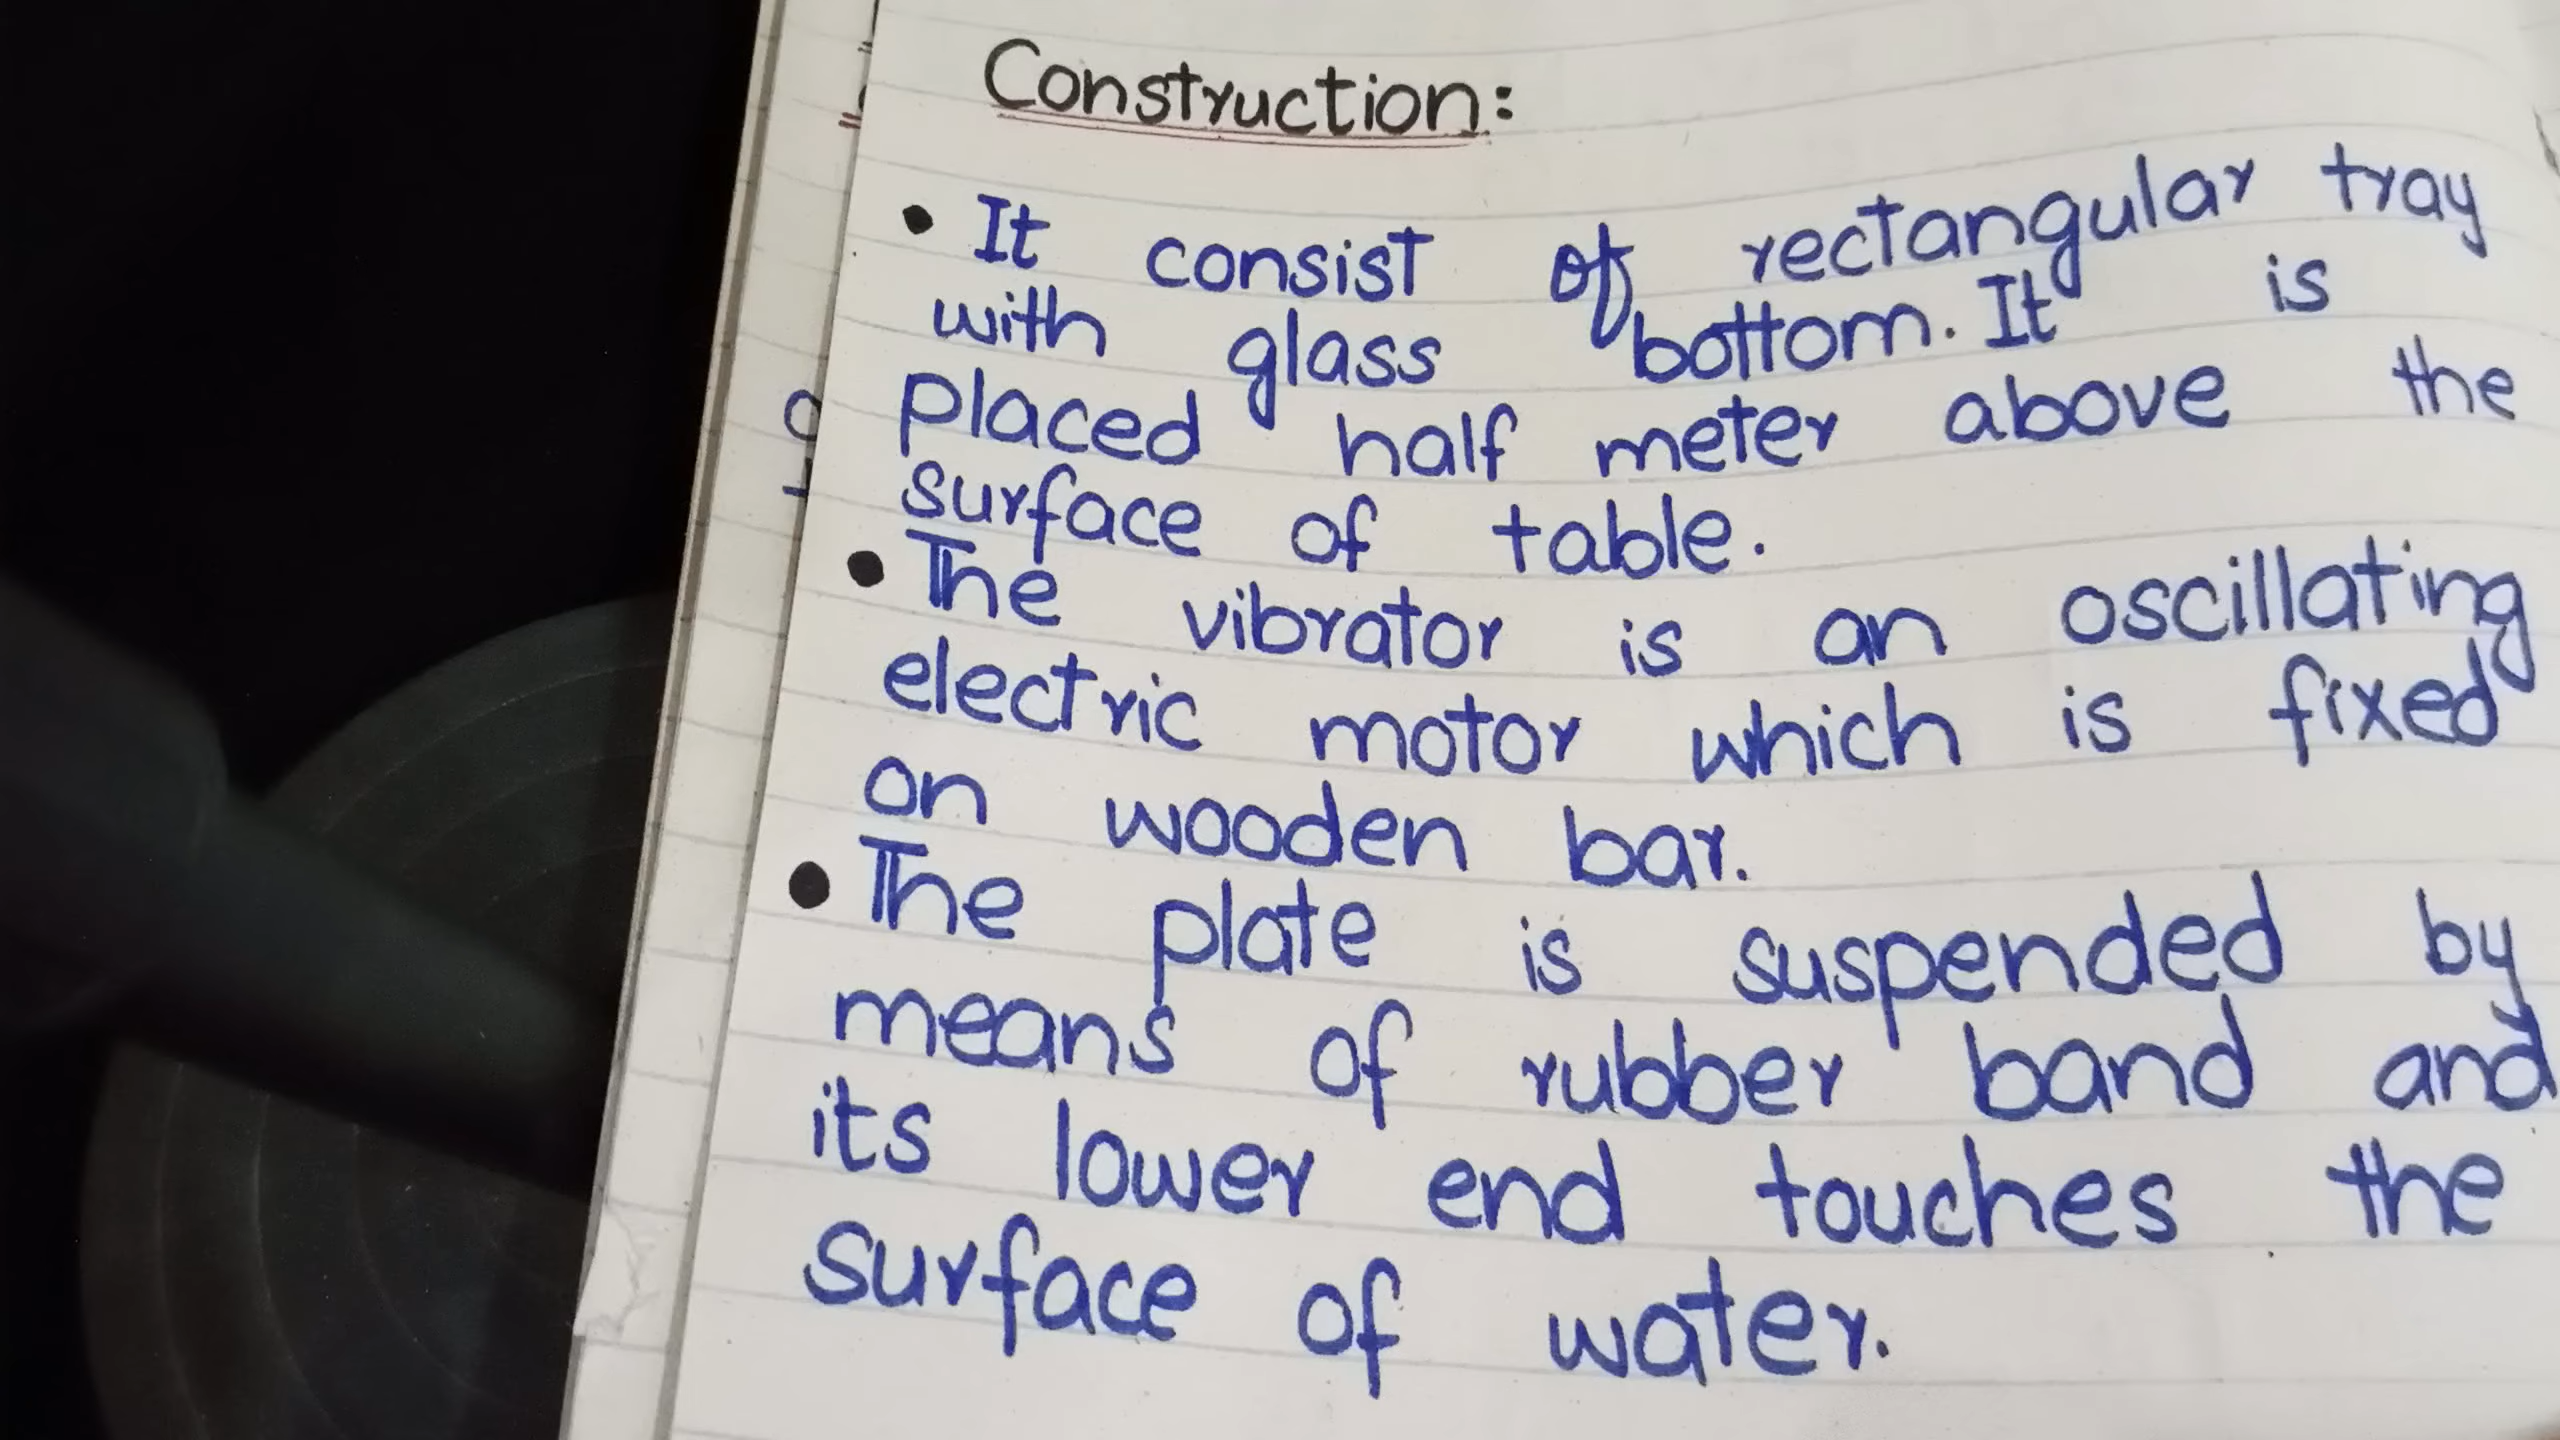 Construction:
• It consist of rectangular tray
with glass bottom. It is
placed half meter above the
surface of table.
• The vibrator is an oscillating
electric motor which is fixed
on wooden bar.
• The plate is suspended by
means of rubber band and
its lower end touches the
surface of water.